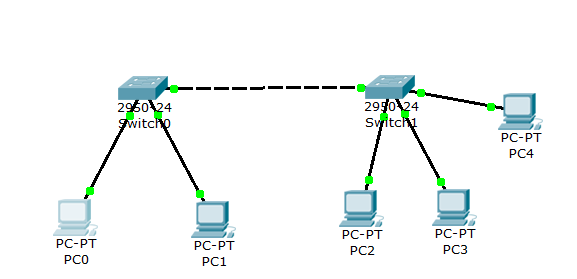 2950-24
Switch0
2950-24
Switch1
PC-PT
PC4
PC-PT
PC0
PC-PT
PC1
PC-PT
PC2
PC-PT
PC3